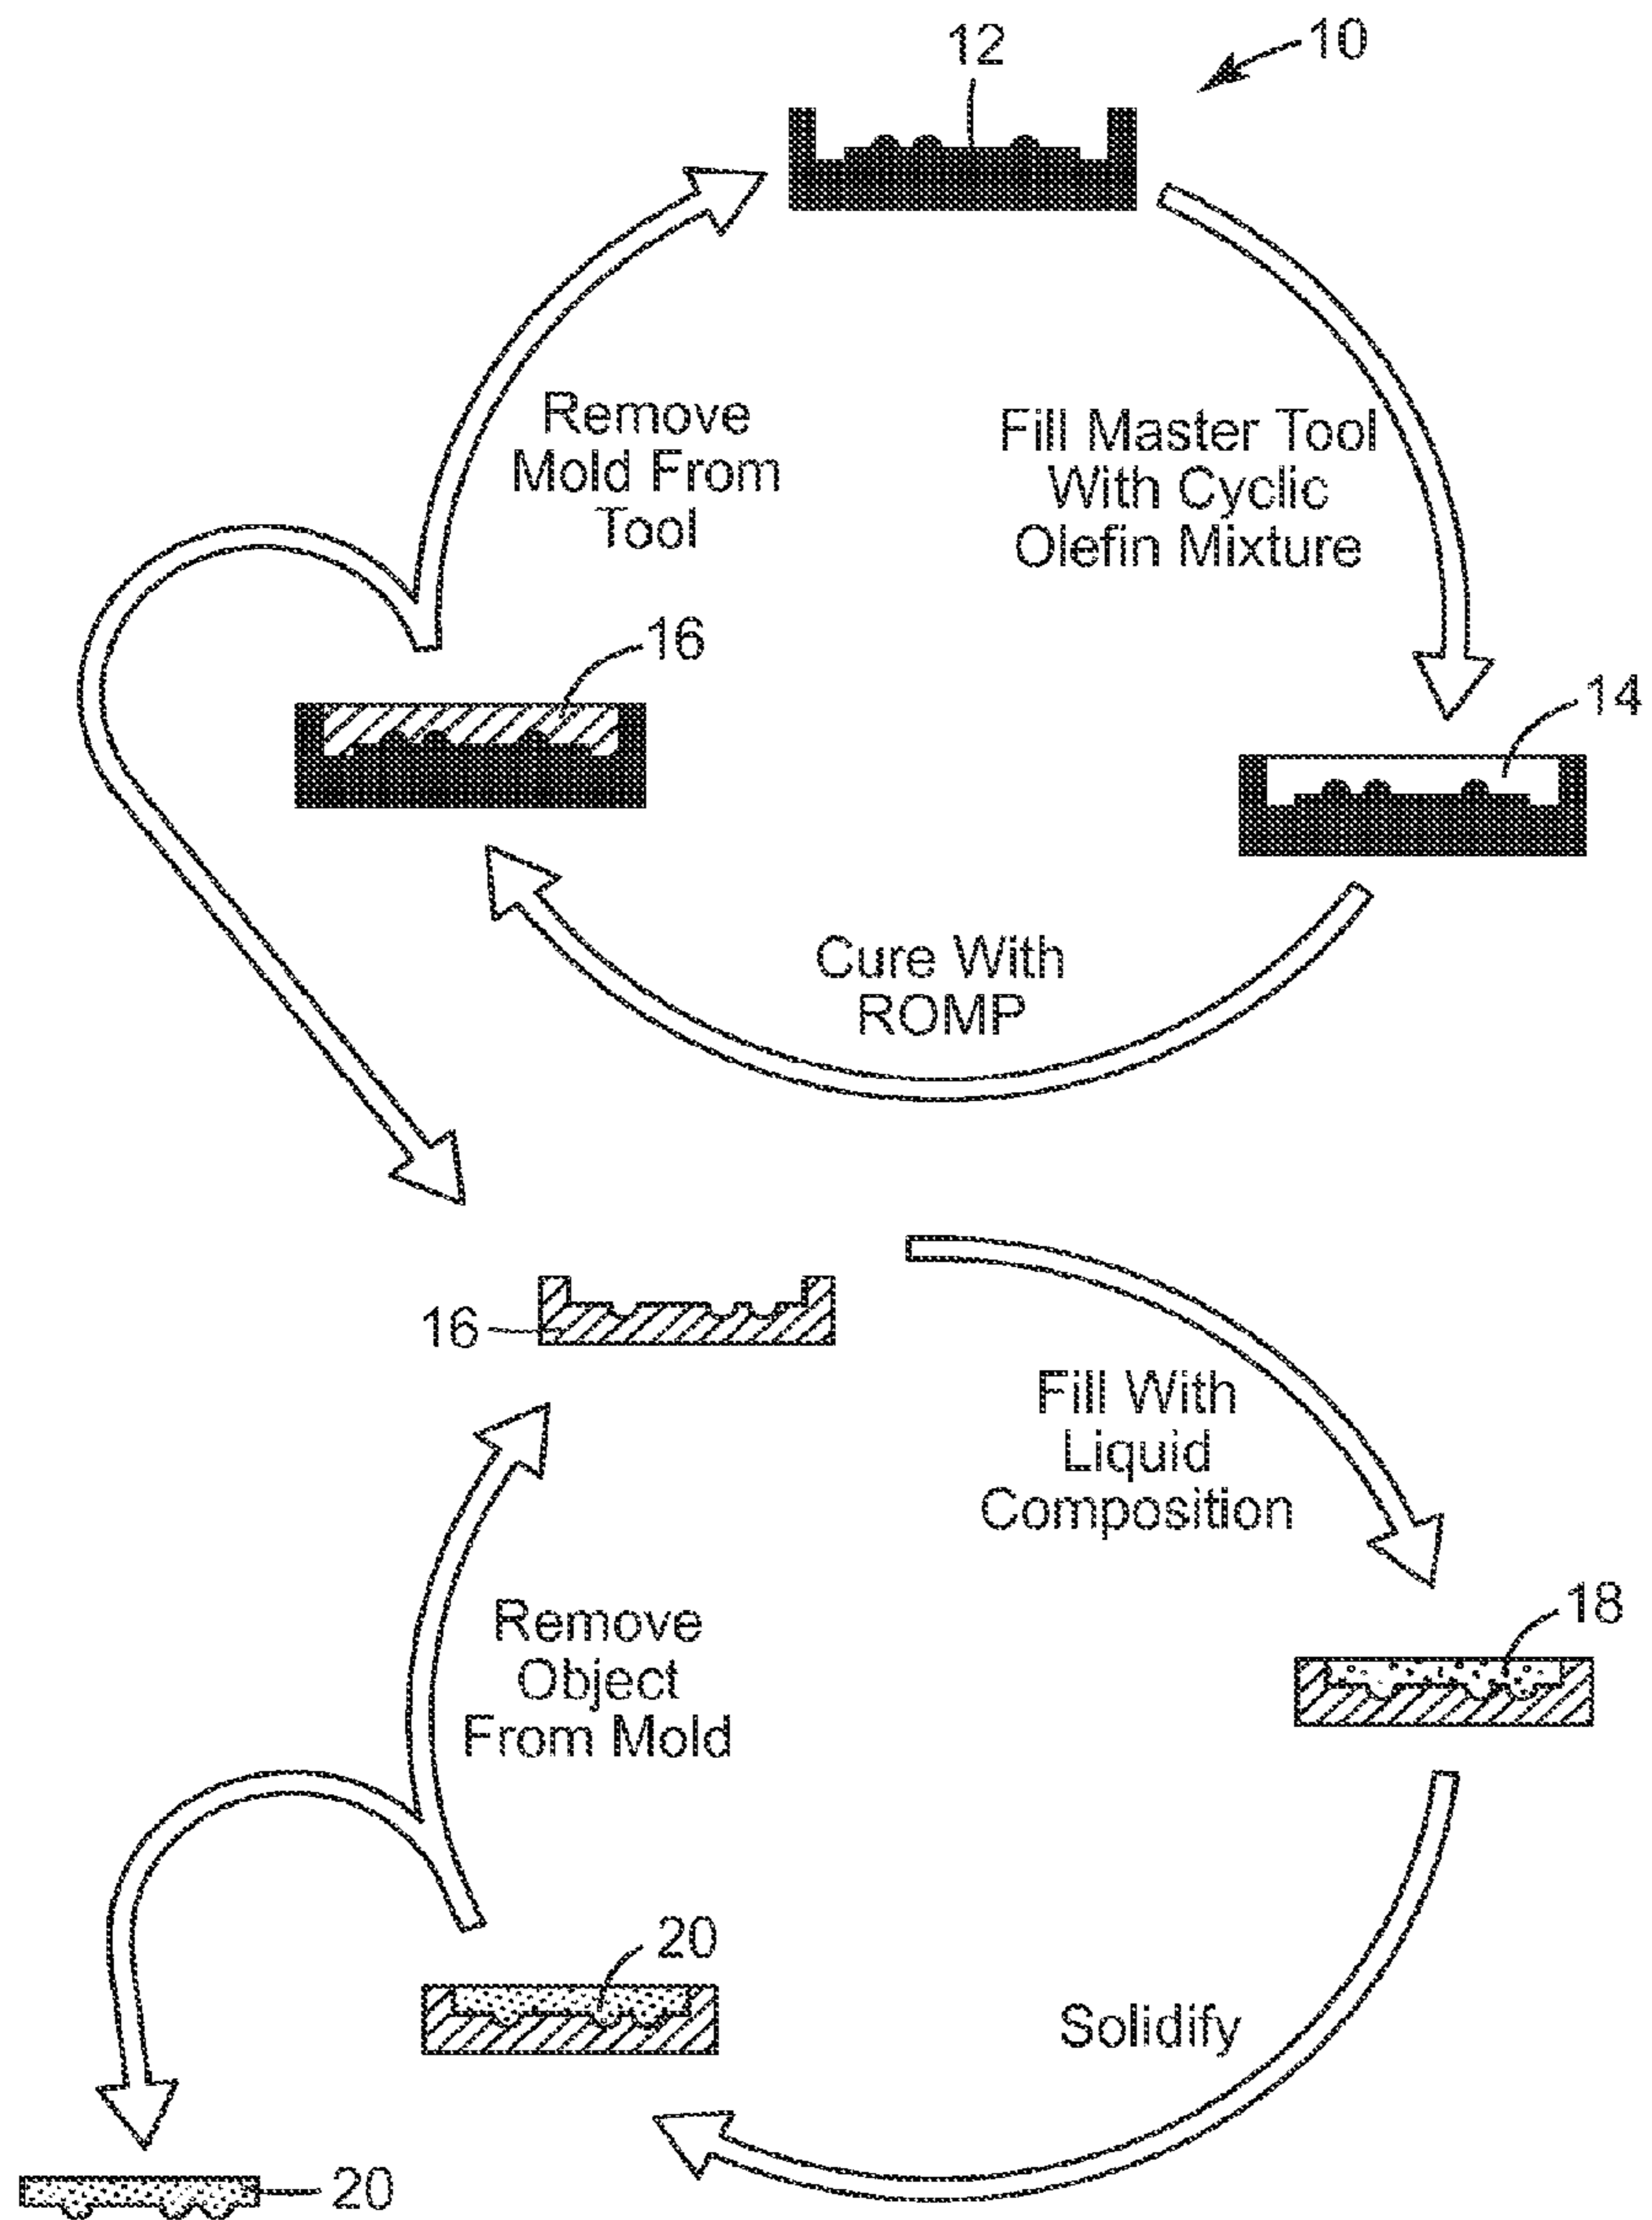 12
10
Remove
Mold From
Tool
Fill Master Tool
With Cyclic
Olefin Mixture
16
14
Cure With
ROMP
16
Fill With
Liquid
Composition
18
Remove
Object
From Mold
20
Solidify
20